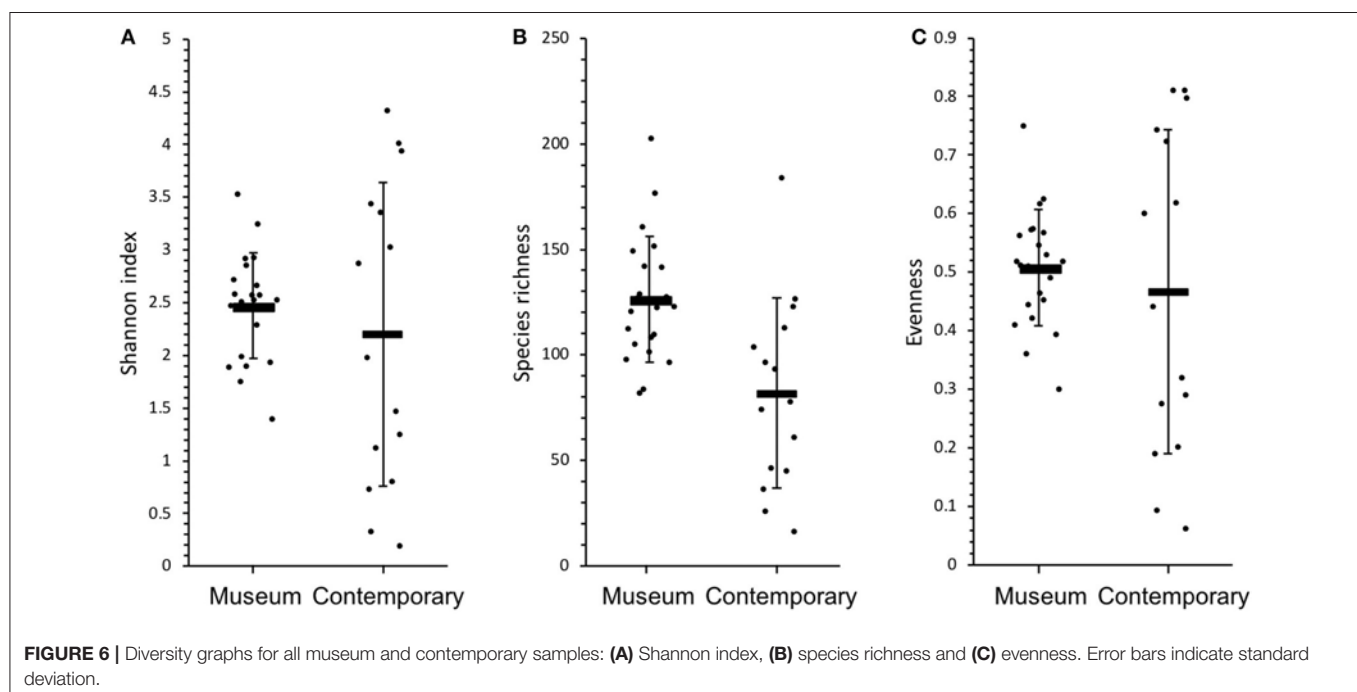 A
5
4.5
4
3.5
3
2.5
2
1.5
1
0.5
0
Shannon index
Museum Contemporary
B
250
200
150
100
50
0
Species richness
Museum Contemporary
C
0.9
0.8
0.7
0.6
0.5
0.4
0.3
0.2
0.1
0
Evenness
Museum Contemporary
FIGURE 6 | Diversity graphs for all museum and contemporary samples: (A) Shannon index, (B) species richness and (C) evenness. Error bars indicate standard
deviation.